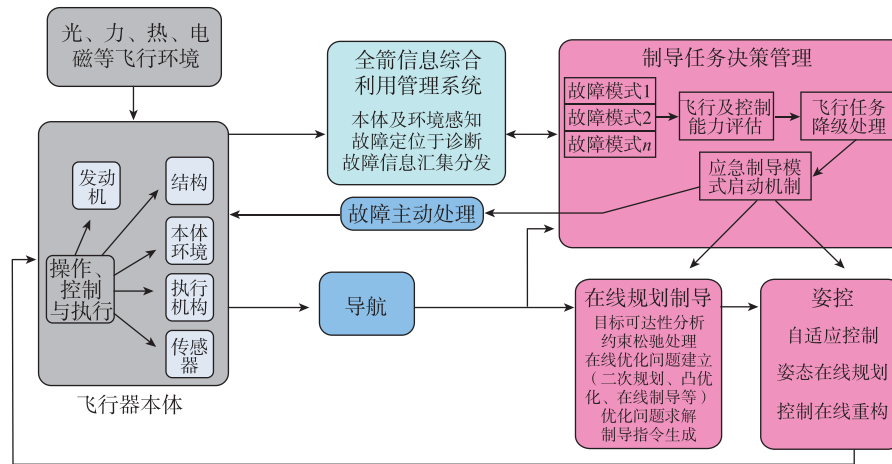 光、力、热、电
磁等飞行环境
发动
机
结构
本体
环境
操作、
控制
与执行
执行
机构
传感
器
飞行器本体
全箭信息综合
利用管理系统
本体及环境感知
故障定位于诊断
故障信息汇集分发
故障主动处理
导航
制导任务决策管理
故障模式1
故障模式2
故障模式n
飞行及控制
能力评估
飞行任务
降级处理
应急制导模
式启动机制
在线规划制导
目标可达性分析
约束松驰处理
在线优化问题建立
（二次规划、凸优
化、在线制导等）
优化问题求解
制导指令生成
姿控
自适应控制
姿态在线规划
控制在线重构